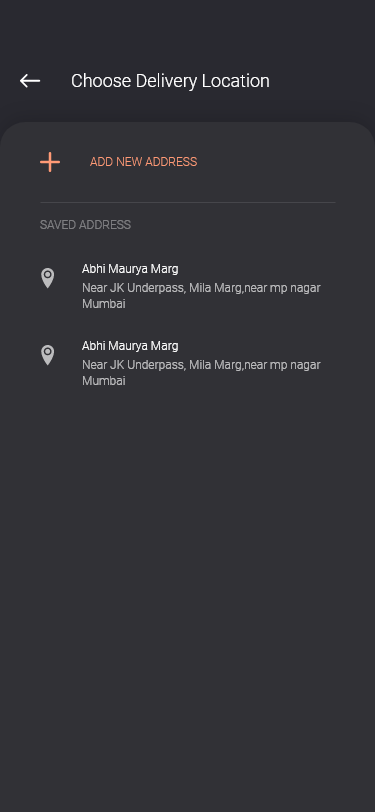 Choose Delivery Location
ADD NEW ADDRESS
SAVED ADDRESS
Abhi Maurya Marg
Near JK Underpass, Mila Marg,near mp nagar
Mumbai
Abhi Maurya Marg
Near JK Underpass, Mila Marg,near mp nagar
Mumbai